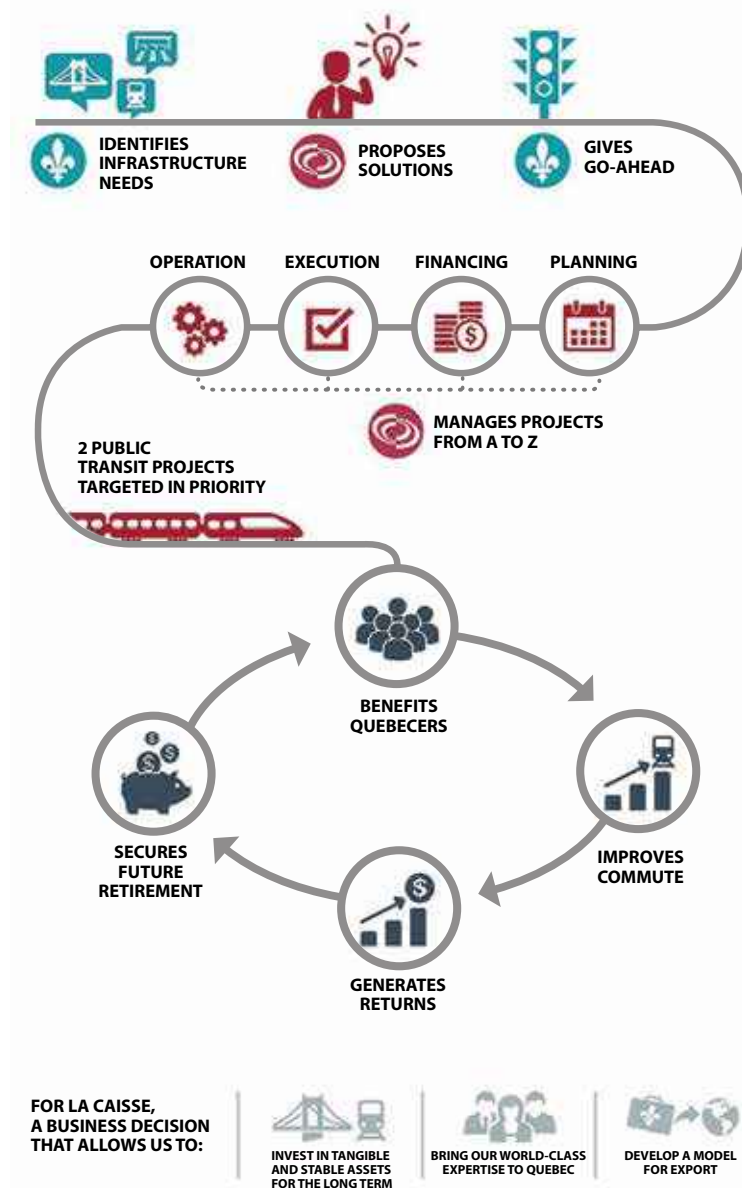 IDENTIFIES
INFRASTRUCTURE
NEEDS
PROPOSES
SOLUTIONS
GIVES
GO-AHEAD
OPERATION
EXECUTION
FINANCING
PLANNING
$
MANAGES PROJECTS
FROM A TO Z
2 PUBLIC
TRANSIT PROJECTS
TARGETED IN PRIORITY
BENEFITS
QUEBECERS
IMPROVES
COMMUTE
$
GENERATES
RETURNS
$
$
$
SECURES
FUTURE
RETIREMENT
FOR LA CAISSE,
A BUSINESS DECISION
THAT ALLOWS US TO:
INVEST IN TANGIBLE
AND STABLE ASSETS
FOR THE LONG TERM
BRING OUR WORLD-CLASS
EXPERTISE TO QUEBEC
DEVELOP A MODEL
FOR EXPORT